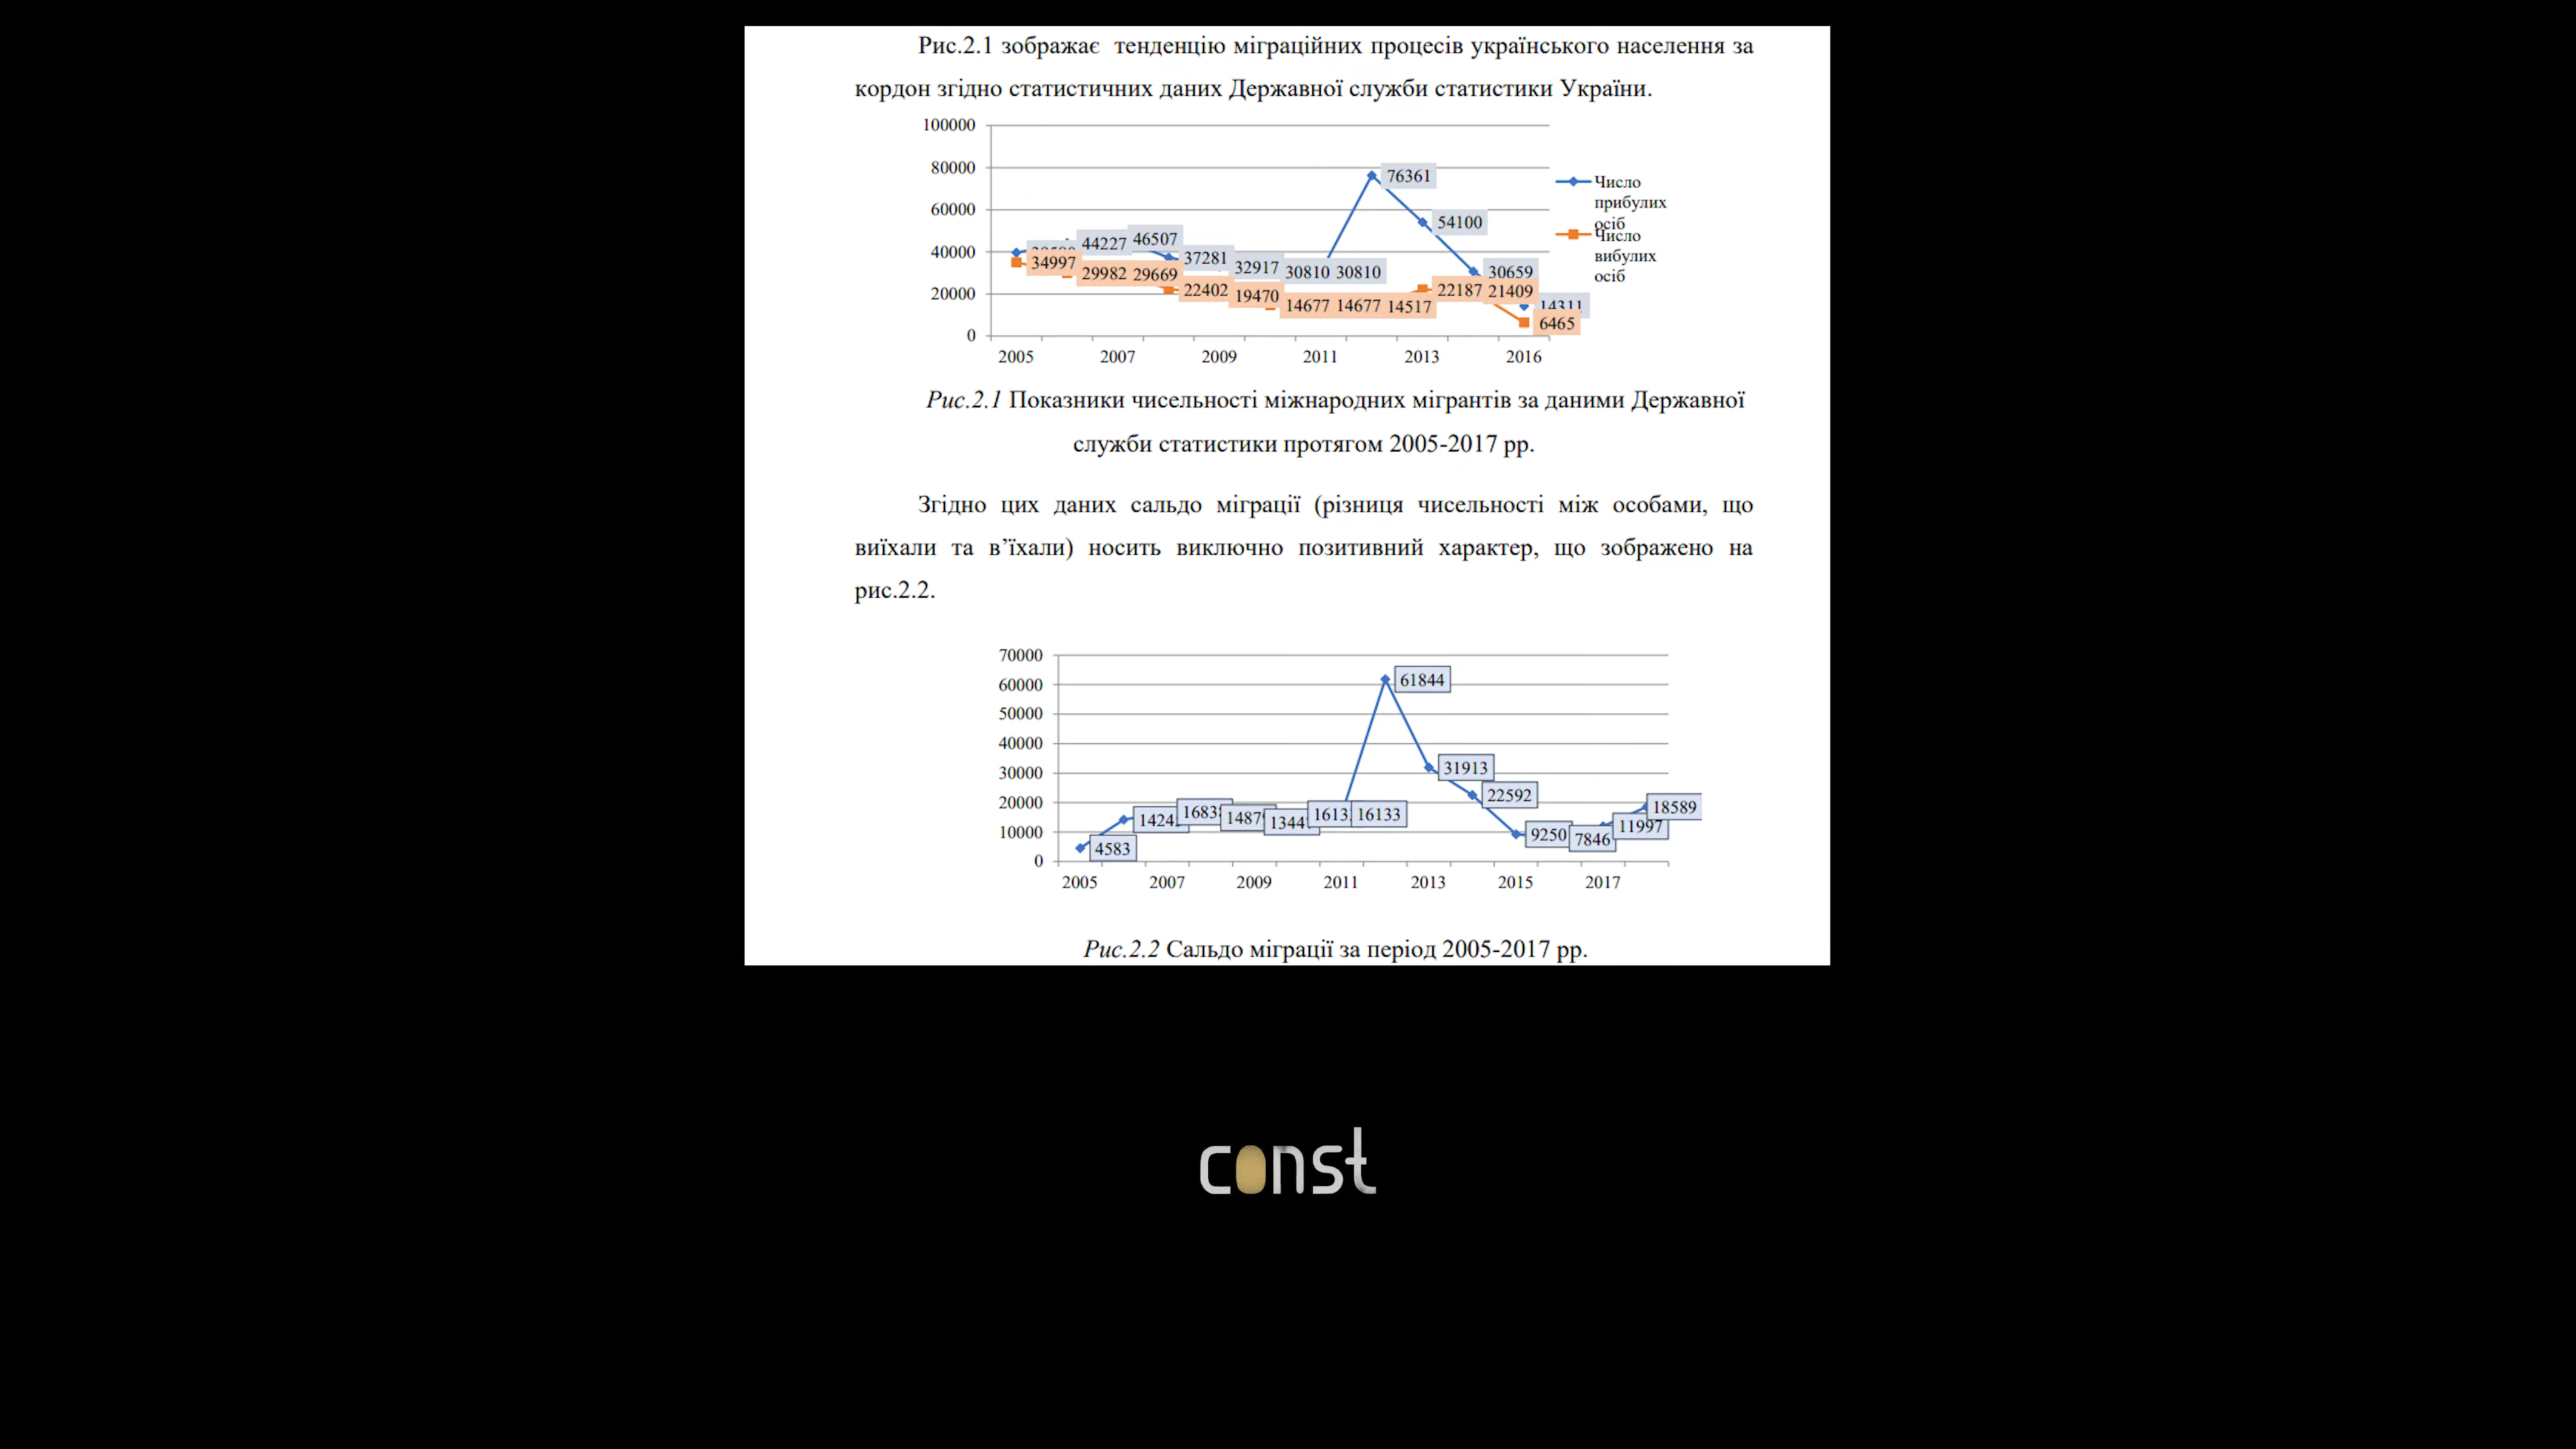 Рис.2.1 зображає тенденцію міграційних процесів українського населення за
кордон згідно статистичних даних Державної служби статистики України.
100000
80000
60000
40000
20000
0
76361
54100
44227 46507
37281
32917
30810 30810
30659
14311
34997
29982 29669
22402
19470
14677 14677 14517
22187 21409
6465
2005 2007 2009 2011 2013 2016
Число
прибулих
осіб
Число
вибулих
осіб
Рис.2.1 Показники чисельності міжнародних мігрантів за даними Державної
служби статистики протягом 2005-2017 рр.
Згідно цих даних сальдо міграції (різниця чисельності між особами, що
виїхали та в’їхали) носить виключно позитивний характер, що зображено на
рис.2.2.
70000
60000
50000
40000
30000
20000
10000
0
61844
31913
22592
16133
4583
9250
7846
11997
18589
2005 2007 2009 2011 2013 2015 2017
Рис.2.2 Сальдо міграції за період 2005-2017 рр.
const